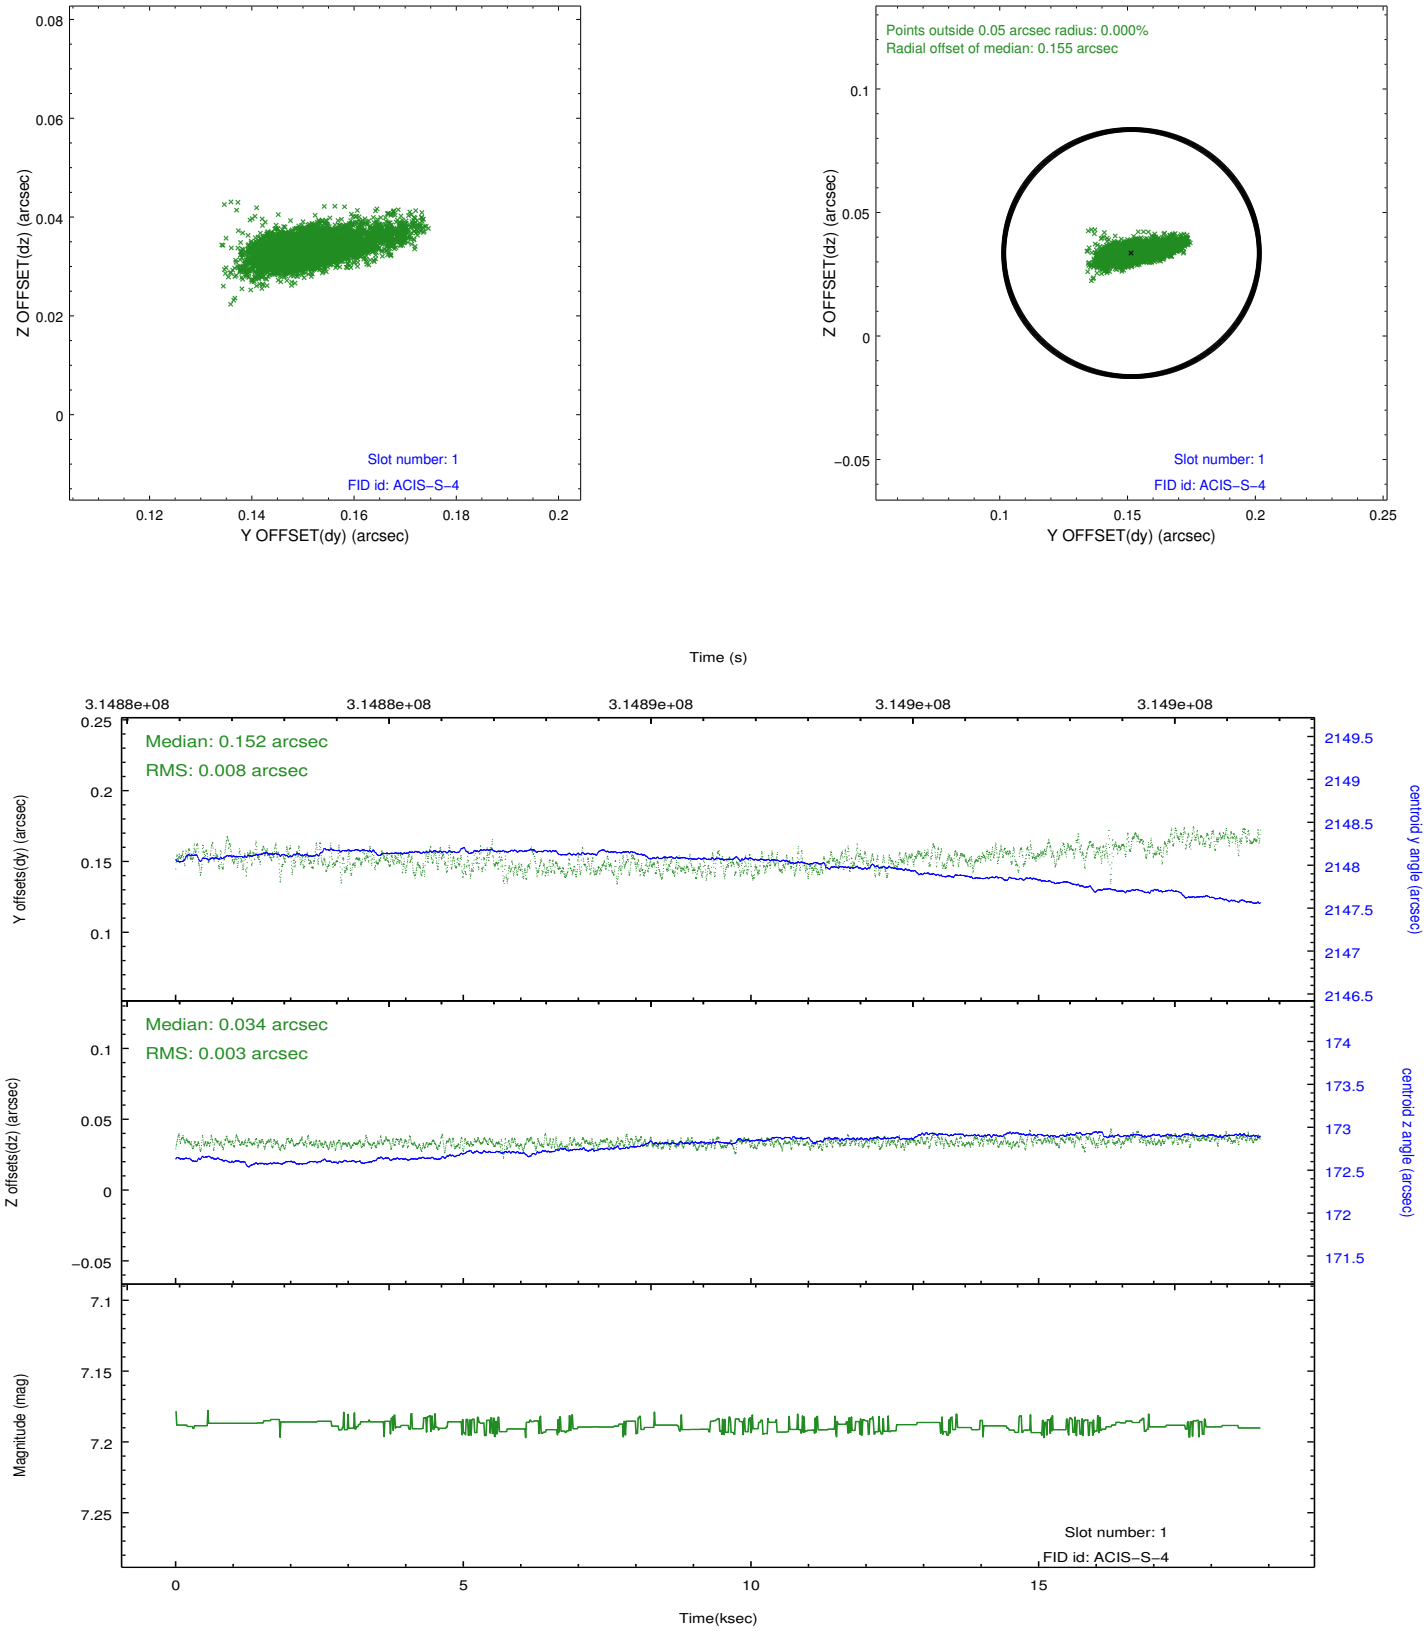 0.08
0.06
0.04
0.02
0
Z OFFSET(dz) (arcsec)
Slot number: 1
FID id: ACIS−S−4
0.12 0.14 0.16 0.18 0.2
Y OFFSET(dy) (arcsec)
Points outside 0.05 arcsec radius: 0.000%
Radial offset of median: 0.155 arcsec
0.1
0.05
0
−0.05
Z OFFSET(dz) (arcsec)
Slot number: 1
FID id: ACIS−S−4
0.1 0.15 0.2 0.25
Y OFFSET(dy) (arcsec)
Time (s)
3.1488e+08 3.1488e+08 3.1489e+08 3.149e+08 3.149e+08
Median: 0.152 arcsec
RMS: 0.008 arcsec
0.25
0.2
0.15
0.1
Y offsets(dy) (arcsec)
2149.5
2149
2148.5
2148
2147.5
2147
2146.5
centroid y angle (arcsec)
Median: 0.034 arcsec
RMS: 0.003 arcsec
0.1
0.05
0
−0.05
Z offsets(dz) (arcsec)
174
173.5
173
172.5
172
171.5
centroid z angle (arcsec)
7.1
7.15
7.2
7.25
Magnitude (mag)
Slot number: 1
FID id: ACIS−S−4
0 5 10 15
Time(ksec)